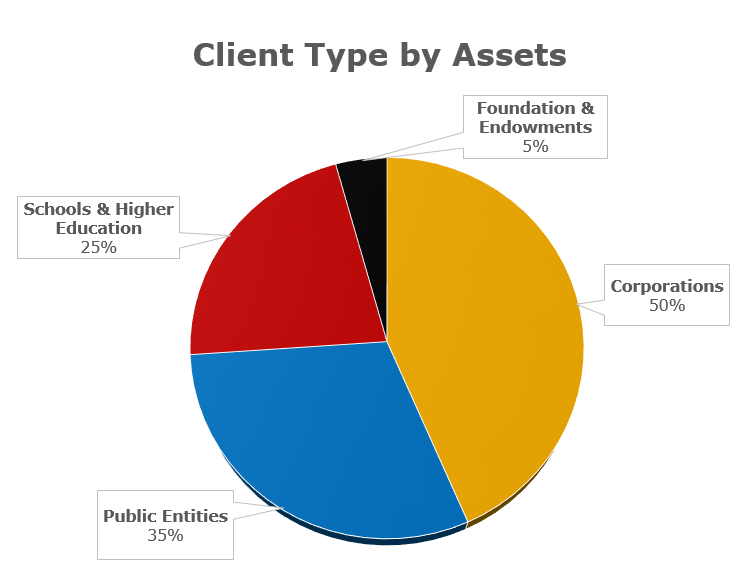 Client Type by Assets
Foundation &
Endowments
5%
Schools & Higher
Education
25%
Corporations
50%
Public Entities
35%